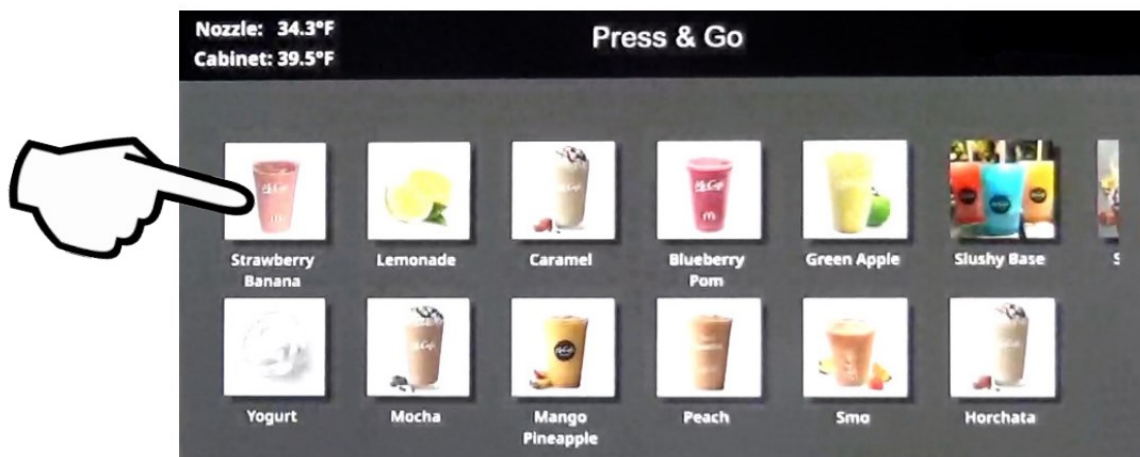 Nozzle: 34.3°F
Press & Go
Cabinet: 39.5°F
Strawberry
Banana
Lemonade
Caramel
Blueberry
Pom
Green Apple
Slushy Base
S
Yogurt
Mocha
Mango
Pineapple
Peach
Smo
Horchata